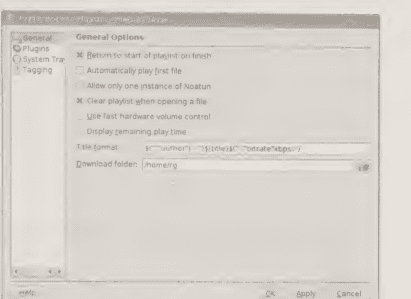 General
Plugins
System Tray
Tagging
General Options
Return to start of playlist on finish
Automatically play first file
Allow only one instance of Noatun
Clear playlist when opening a file
Use fast hardware volume control
Display remaining play time
Title format:
Download folder: /home/rg
Help
OK Apply Cancel